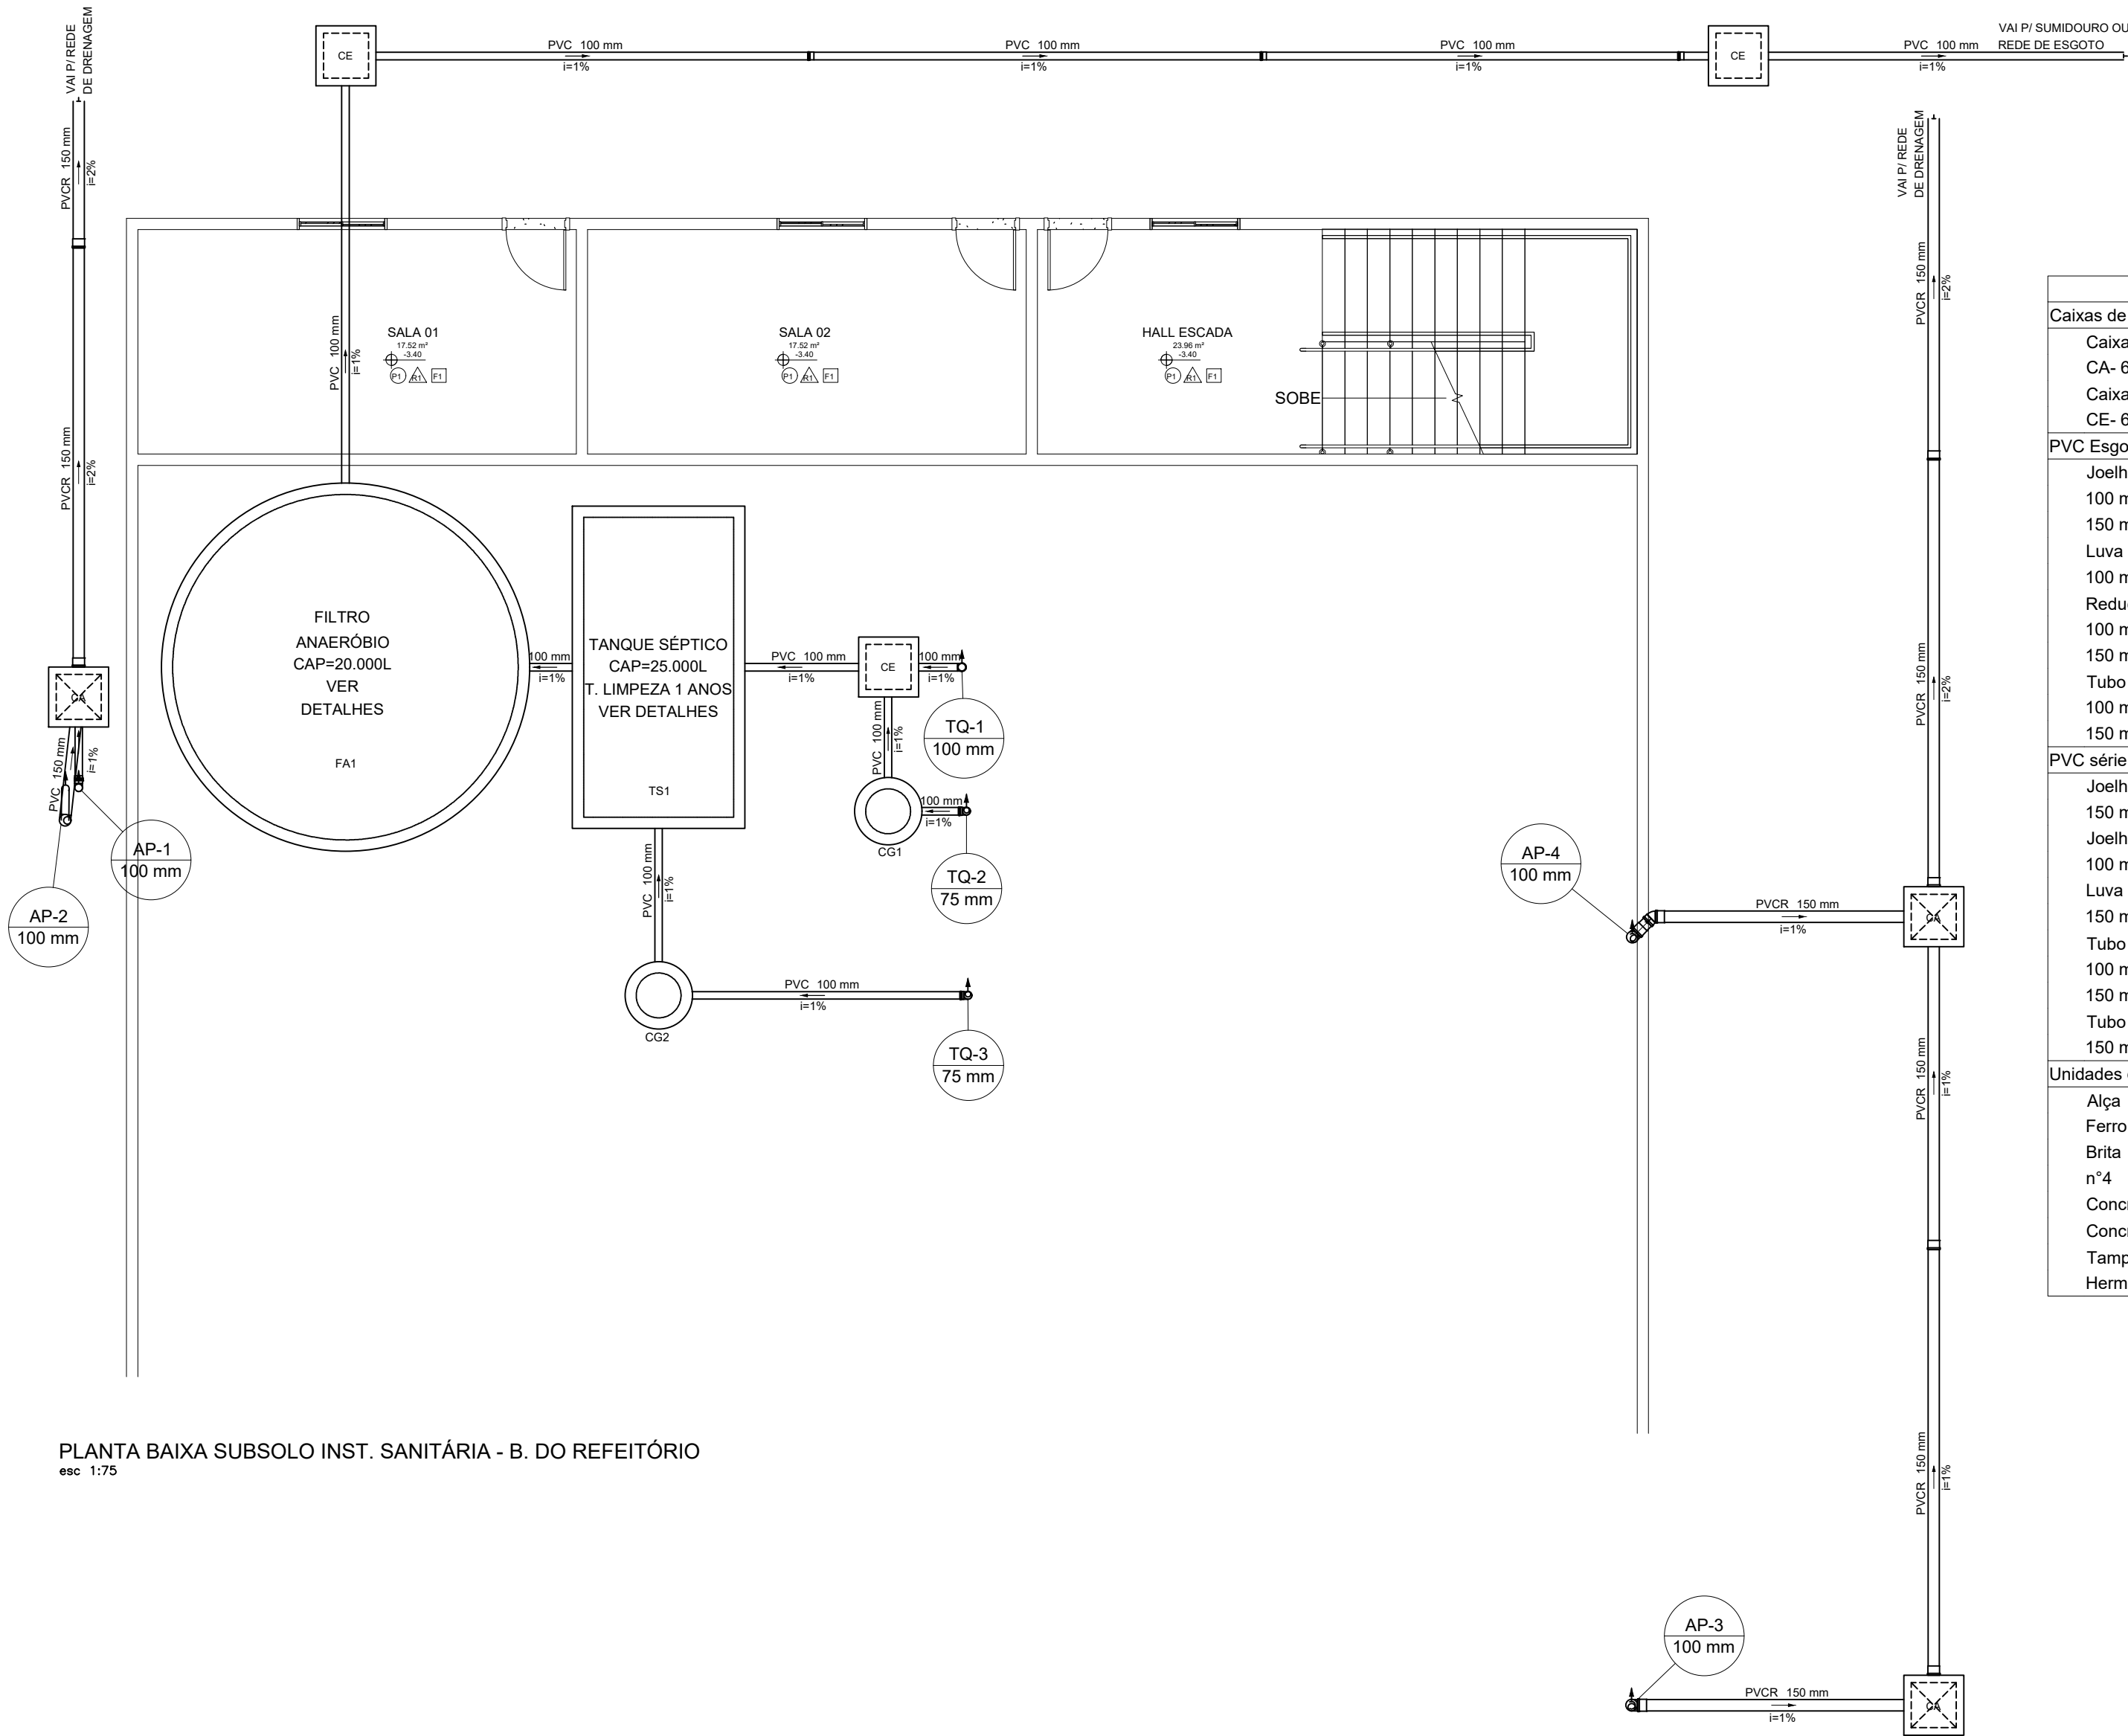 VAI P/ REDE
DE DRENAGEM
CE
PVC 100 mm
i=1%
PVC 100 mm
i=1%
PVC 100 mm
i=1%
CE
PVC 100 mm
i=1%
VAI P/ SUMIDOURO OU
REDE DE ESGOTO
PVCR 150 mm
i=2%
PVCR 150 mm
i=2%
VAI P/ REDE
DE DRENAGEM
PVCR 150 mm
i=2%
PVC 100 mm
i=1%
SALA 01
17.52 m²
-3.40
P1 R1 F1
SALA 02
17.52 m²
-3.40
P1 R1 F1
HALL ESCADA
23.96 m²
-3.40
P1 R1 F1
SOBE
FILTRO
ANAERÓBIO
CAP=20.000L
VER
DETALHES
FA1
100 mm
i=1%
TANQUE SÉPTICO
CAP=25.000L
T. LIMPEZA 1 ANOS
VER DETALHES
TS1
PVC 100 mm
i=1%
CE
100 mm
i=1%
TQ-1
100 mm
PVC 100 mm
i=1%
100 mm
i=1%
CG1
TQ-2
75 mm
PVC 100 mm
i=1%
CG2
PVC 100 mm
i=1%
TQ-3
75 mm
CA
PVC 150 mm
i=1%
AP-1
100 mm
AP-2
100 mm
AP-4
100 mm
PVCR 150 mm
i=1%
CA
PVCR 150 mm
i=2%
PVCR 150 mm
i=1%
PVCR 150 mm
i=1%
AP-3
100 mm
PVCR 150 mm
i=1%
CA
Caixas de
Caixa
CA- 6
Caixa
CE- 6
PVC Esgo
Joelh
100 m
150 m
Luva
100 m
Redu
100 m
150 m
Tubo
100 m
150 m
PVC série
Joelh
150 m
Joelh
100 m
Luva
150 m
Tubo
100 m
150 m
Tubo
150 m
Unidades
Alça
Ferro
Brita
n°4
Conc
Conc
Tamp
Herm
PLANTA BAIXA SUBSOLO INST. SANITÁRIA - B. DO REFEITÓRIO
esc 1:75